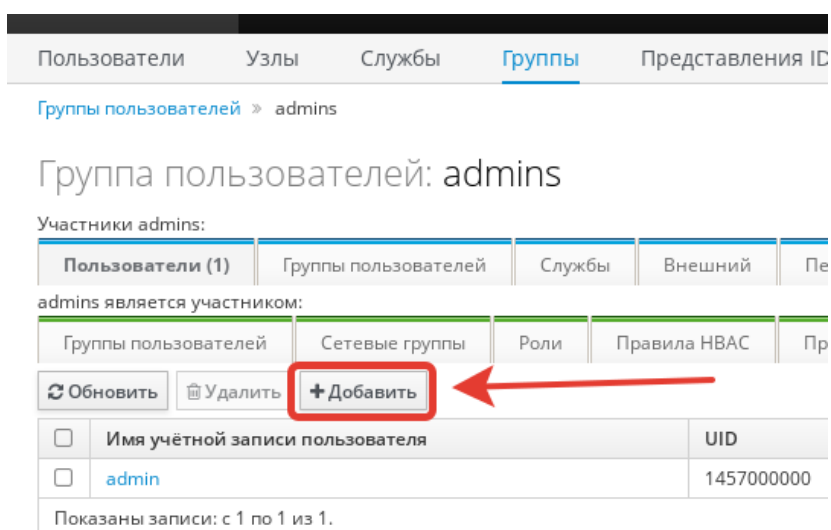 Пользователи Узлы Службы Группы Представления ID
Группы пользователей » admins
Группа пользователей: admins
Участники admins:
Пользователи (1) Группы пользователей Службы Внешний Пе
admins является участником:
Группы пользователей Сетевые группы Роли Правила HBAC Пр
Обновить Удалить +Добавить
Имя учётной записи пользователя UID
admin 1457000000
Показаны записи: с 1 по 1 из 1.